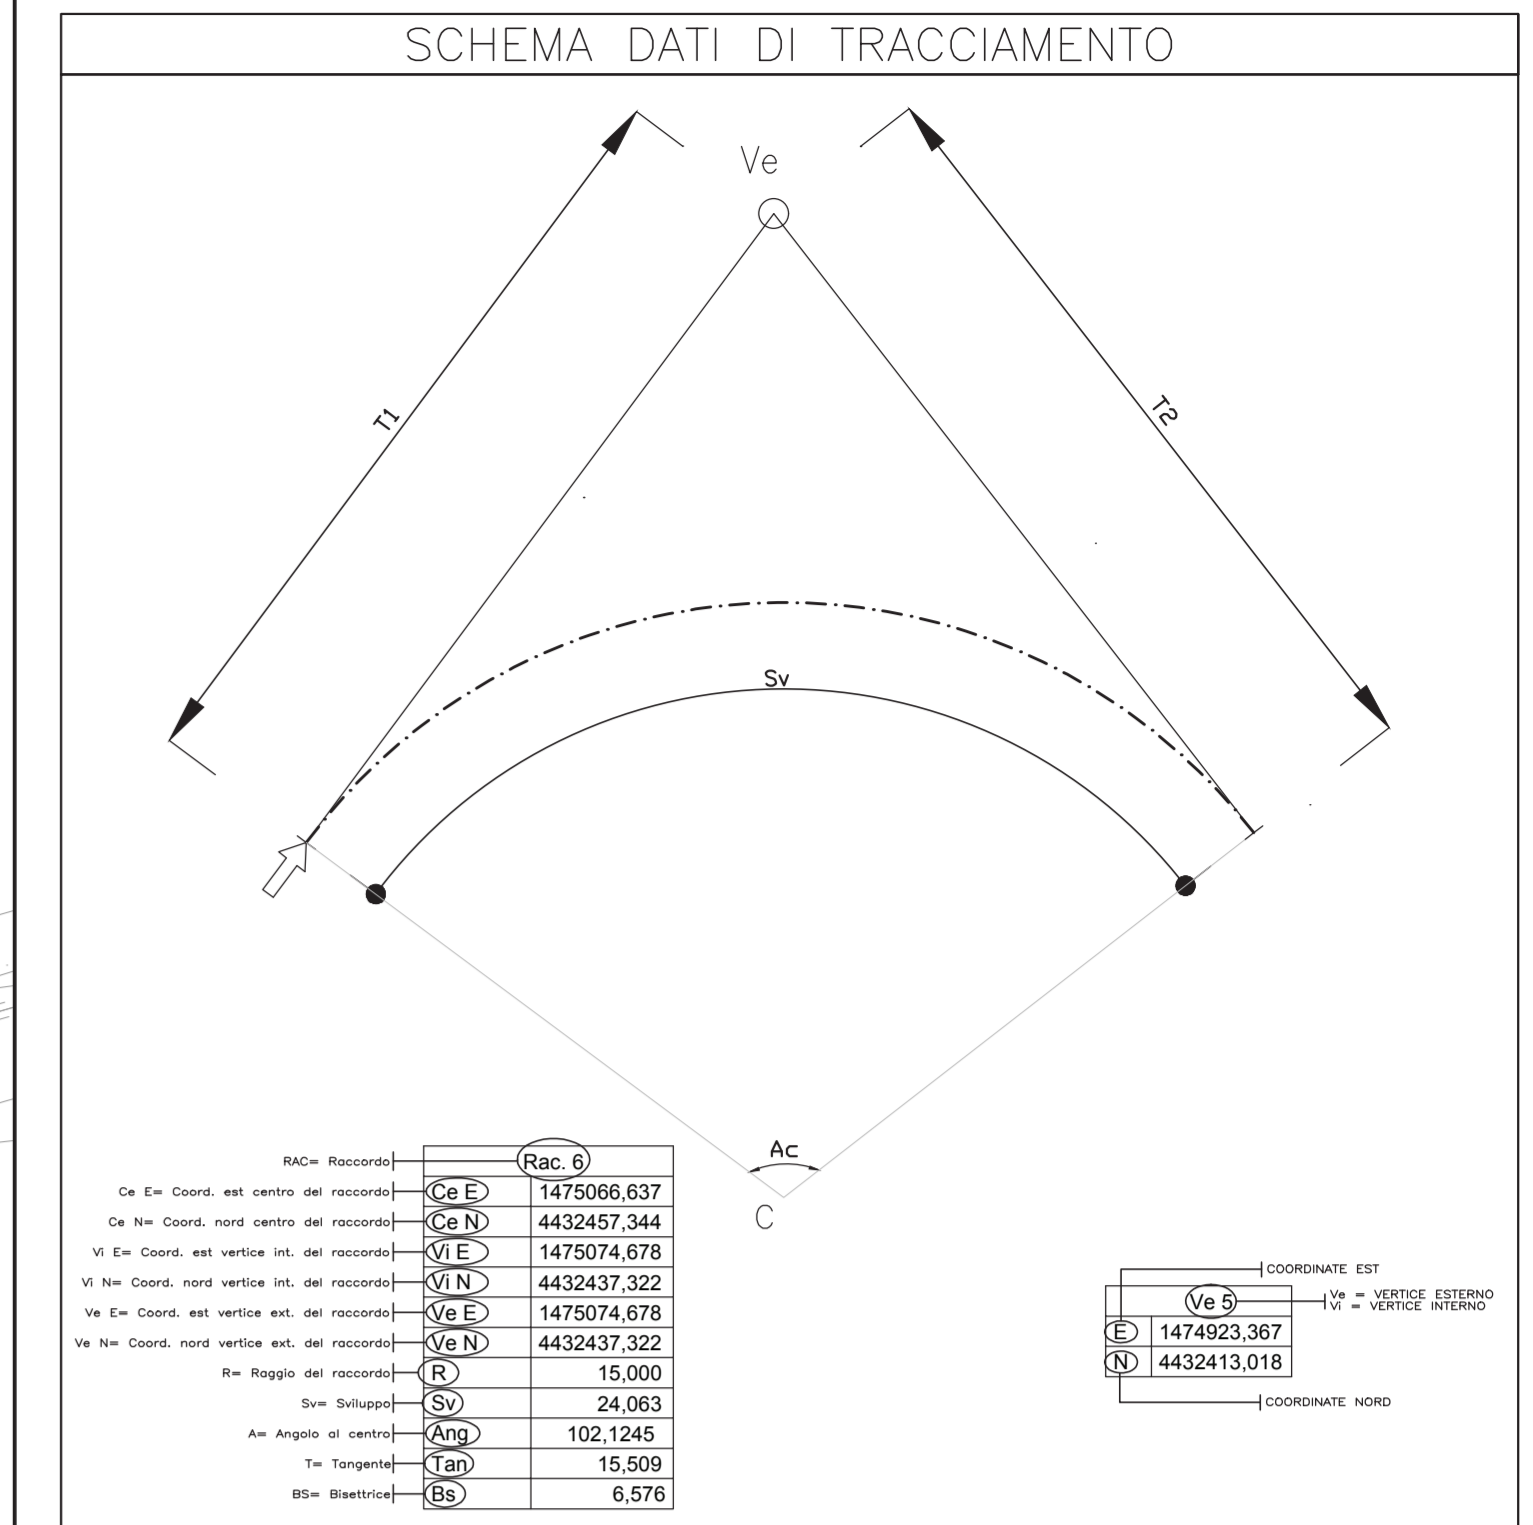 SCHEMA DATI DI TRACCIAMENTO
Ve
T1
T2
Sv
Ac
C
RAC= Raccordo Rac. 6
Ce E= Coord. est centro del raccordo Ce E 1475066,637
Ce N= Coord. nord centro del raccordo Ce N 4432457,344
Vi E= Coord. est vertice int. del raccordo Vi E 1475074,678
Vi N= Coord. nord vertice int. del raccordo Vi N 4432437,322
Ve E= Coord. est vertice ext. del raccordo Ve E 1475074,678
Ve N= Coord. nord vertice ext. del raccordo Ve N 4432437,322
R= Raggio del raccordo R 15,000
Sv= Sviluppo Sv 24,063
A= Angolo al centro Ang 102,1245
T= Tangente Tan 15,509
BS= Bisettrice Bs 6,576
COORDINATE EST
Ve 5 Ve = VERTICE ESTERNO
Vi = VERTICE INTERNO
E 1474923,367
N 4432413,018
COORDINATE NORD